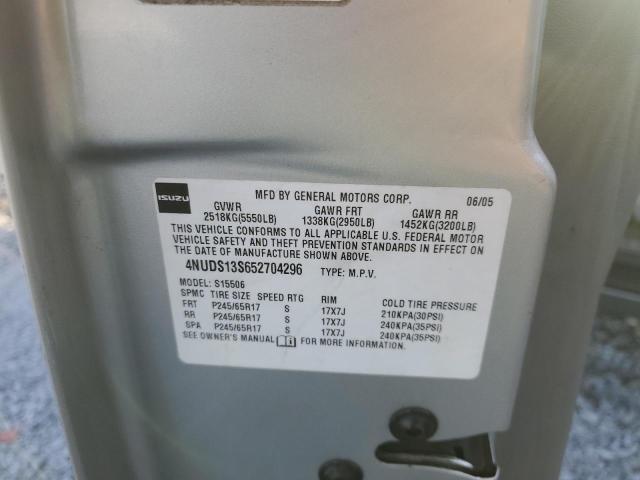 ISUZU
MFD BY GENERAL MOTORS CORP. 06/05
GVWR GAWR FRT GAWR RR
2518KG(5550LB) 1338KG(2950LB) 1452KG(3200LB)
THIS VEHICLE CONFORMS TO ALL APPLICABLE U.S. FEDERAL MOTOR
VEHICLE SAFETY AND THEFT PREVENTION STANDARDS IN EFFECT ON
THE DATE OF MANUFACTURE SHOWN ABOVE.
4NUDS13S652704296 TYPE: M.P.V.
MODEL: S15506
SPMC TIRE SIZE SPEED RTG RIM COLD TIRE PRESSURE
FRT P245/65R17 S 17X7J 210KPA(30PSI)
RR P245/65R17 S 17X7J 240KPA(35PSI)
SPA P245/65R17 S 17X7J 240KPA(35PSI)
SEE OWNER'S MANUAL FOR MORE INFORMATION.